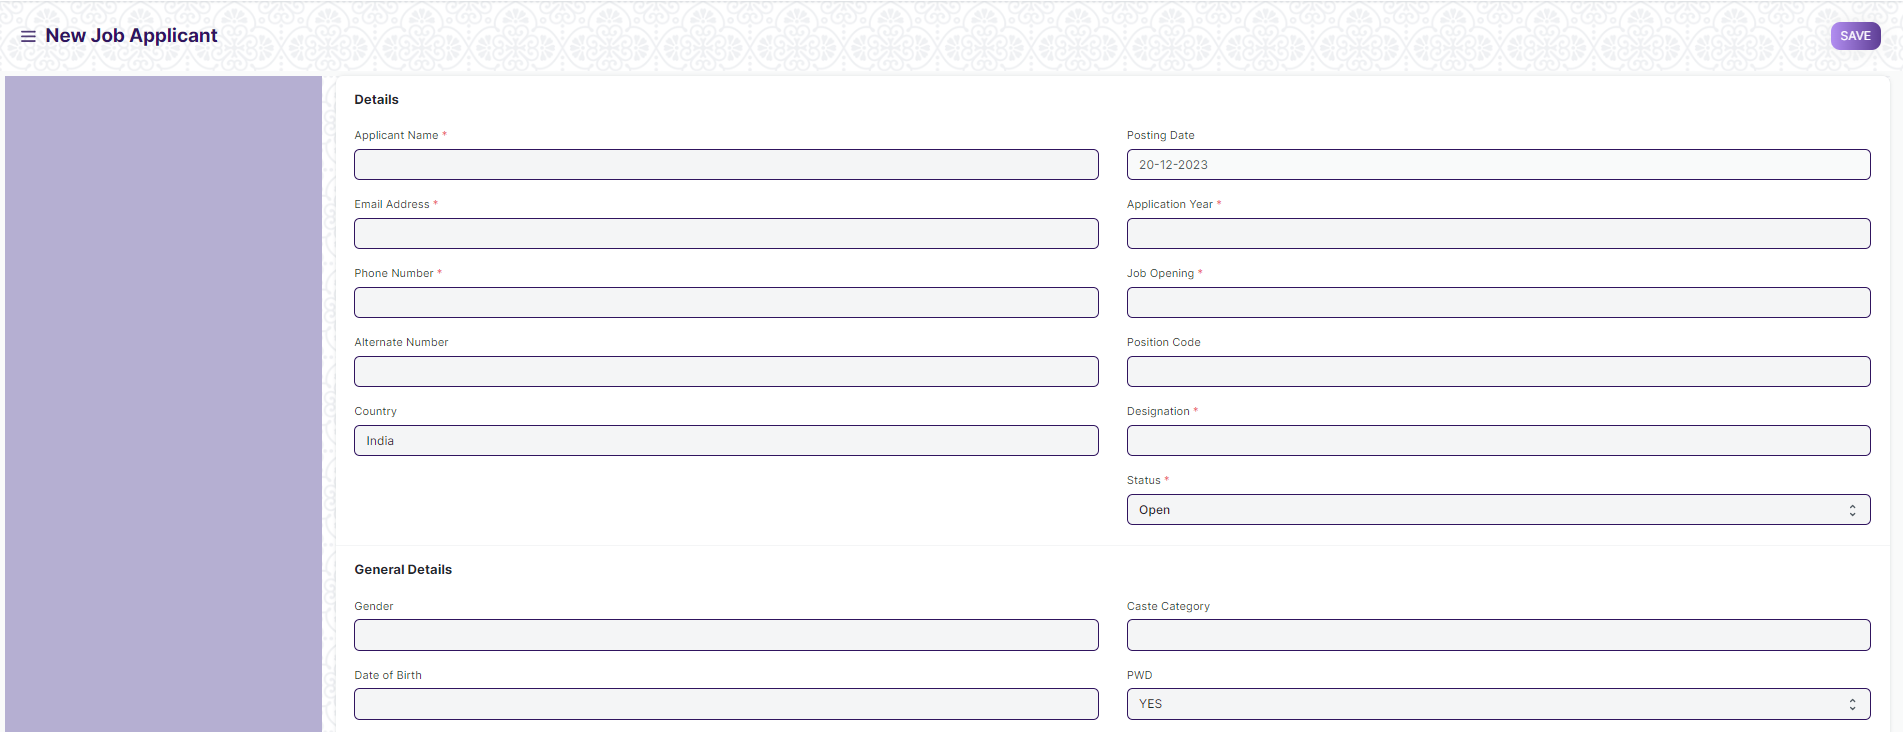 New Job Applicant
SAVE
Details
Applicant Name *
Posting Date
20-12-2023
Email Address *
Application Year *
Phone Number *
Job Opening *
Alternate Number
Position Code
Country
India
Designation *
Status *
Open
General Details
Gender
Caste Category
Date of Birth
PWD
YES